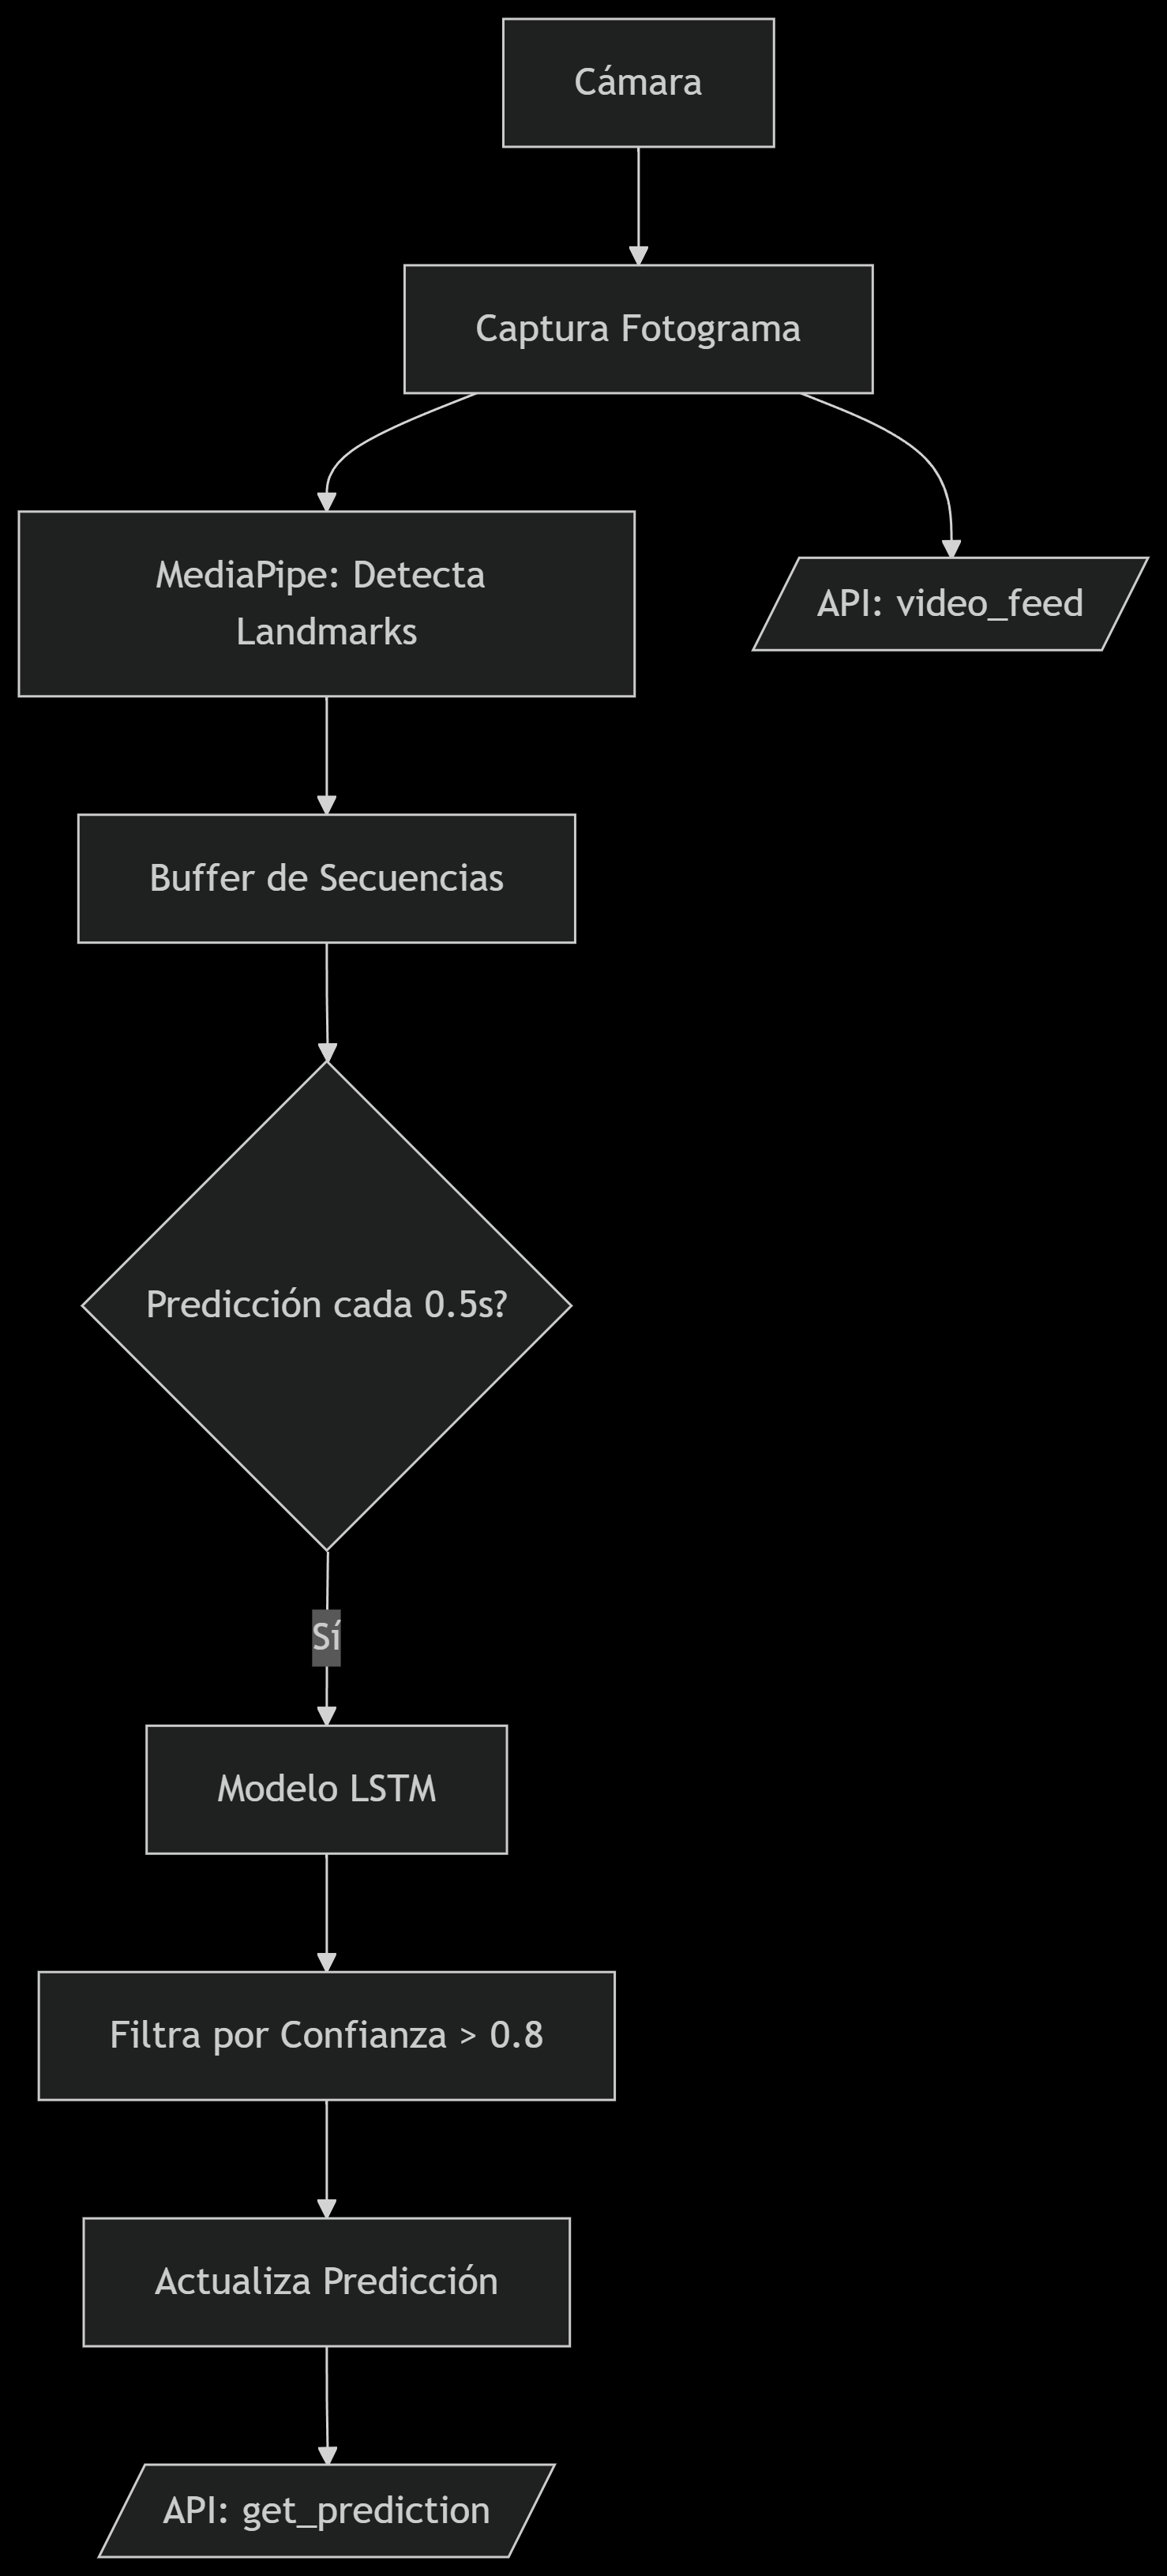 Cámara
Captura Fotograma
MediaPipe: Detecta
Landmarks
API: video_feed
Buffer de Secuencias
Predicción cada 0.5s?
Sí
Modelo LSTM
Filtra por Confianza > 0.8
Actualiza Predicción
API: get_prediction